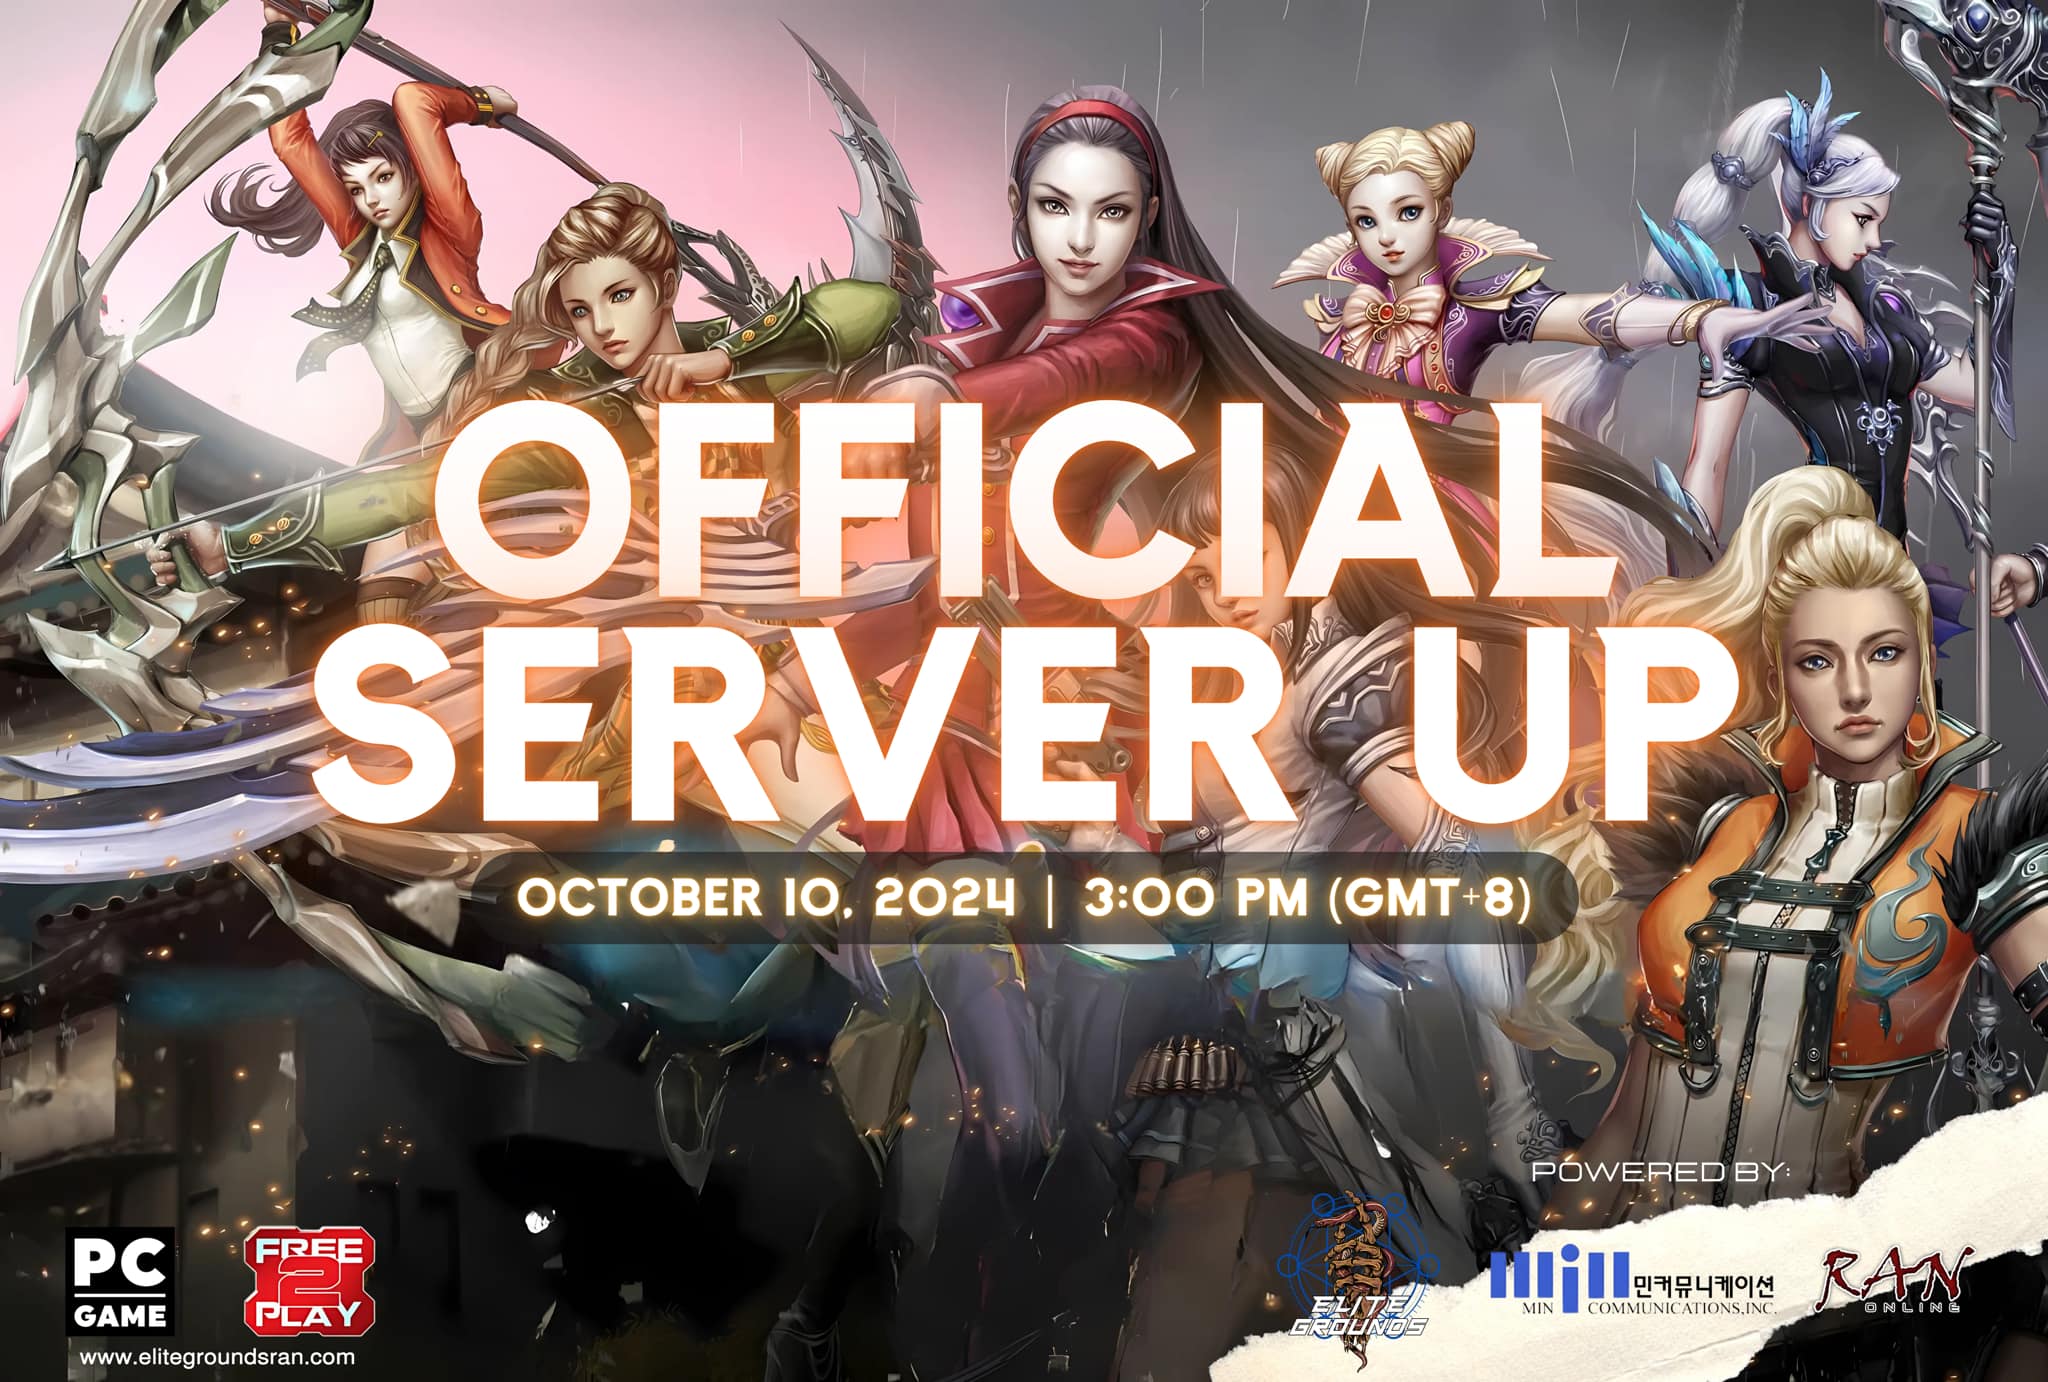 OFFICIAL
SERVER UP
OCTOBER 10, 2024 | 3:00 PM (GMT+8)
POWERED BY:
PC
GAME
FREE
2
PLAY
www.elitegroundsran.com
ELITE
GROUNDS
Min 민커뮤니케이션
MIN COMMUNICATIONS, INC.
RAN
ONLINE